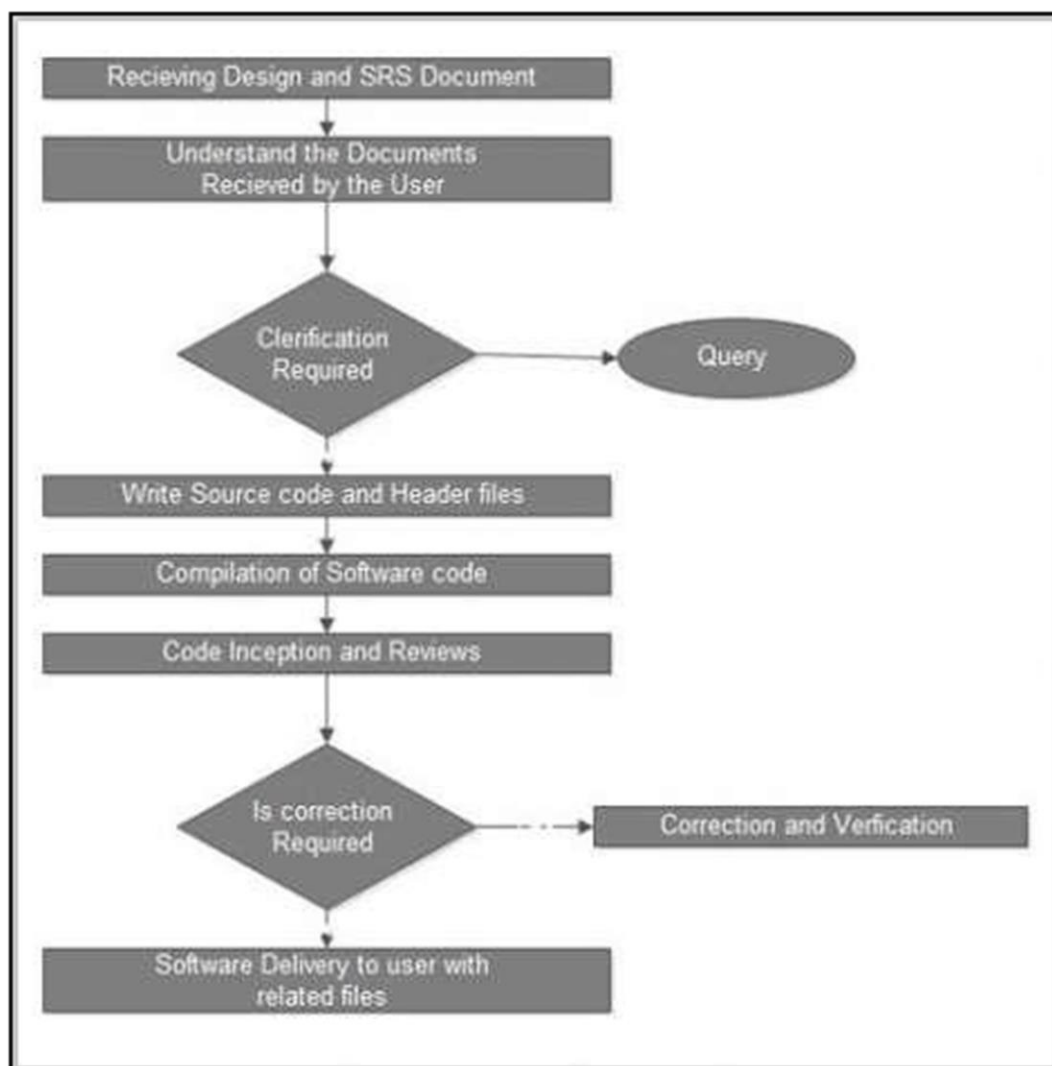 Recieving Design and SRS Document
Understand the Documents
Recieved by the User
Clerification
Required
Query
Write Source code and Header files
Compilation of Software code
Code Inception and Reviews
Is correction
Required
Correction and Verfication
Software Delivery to user with
related files